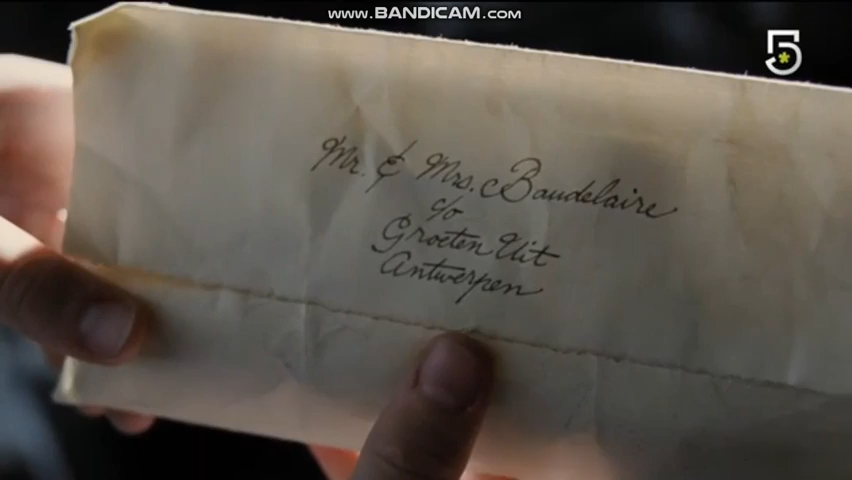 www.BANDICAM.com
5
Mr. & Mrs. Baudelaire
c/o
Groeten Uit
Antwerpen